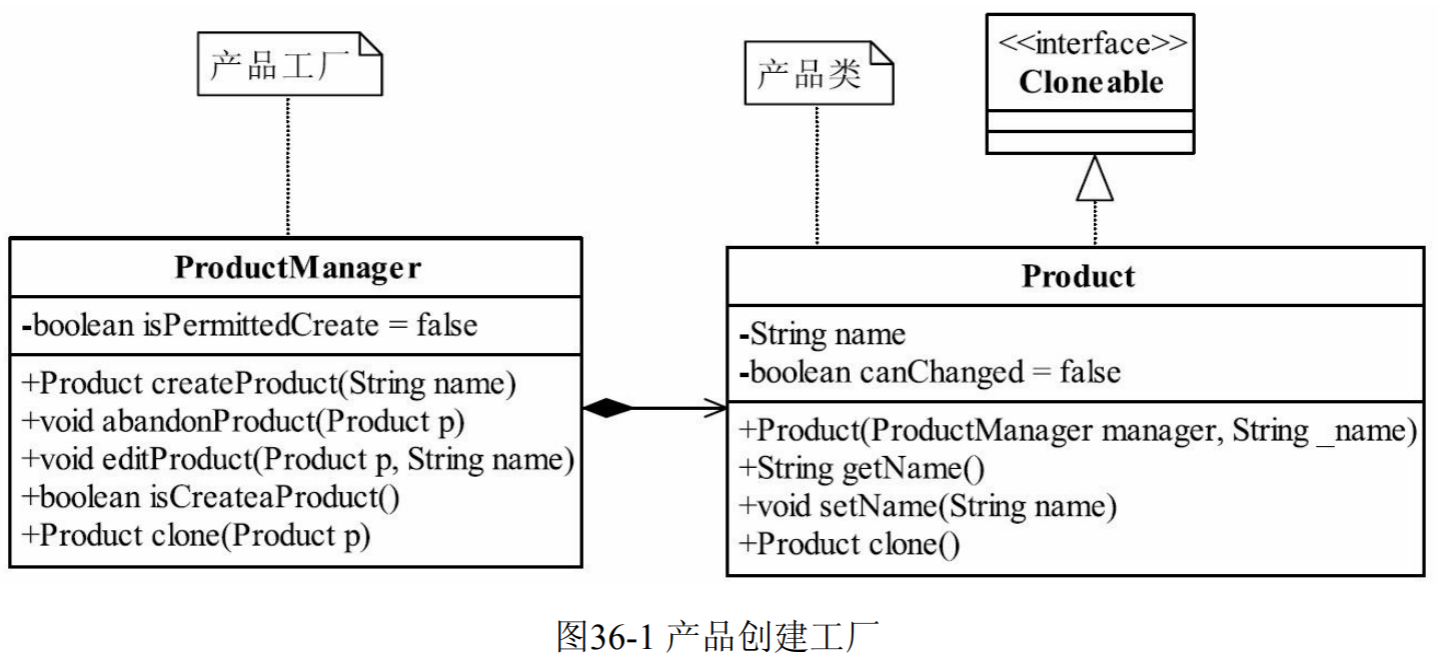 产品工厂
产品类
<<interface>>
Cloneable
ProductManager
-boolean isPermittedCreate = false
+Product createProduct(String name)
+void abandonProduct(Product p)
+void editProduct(Product p, String name)
+boolean isCreateaProduct()
+Product clone(Product p)
Product
-String name
-boolean canChanged = false
+Product(ProductManager manager, String _name)
+String getName()
+void setName(String name)
+Product clone()
图36-1 产品创建工厂